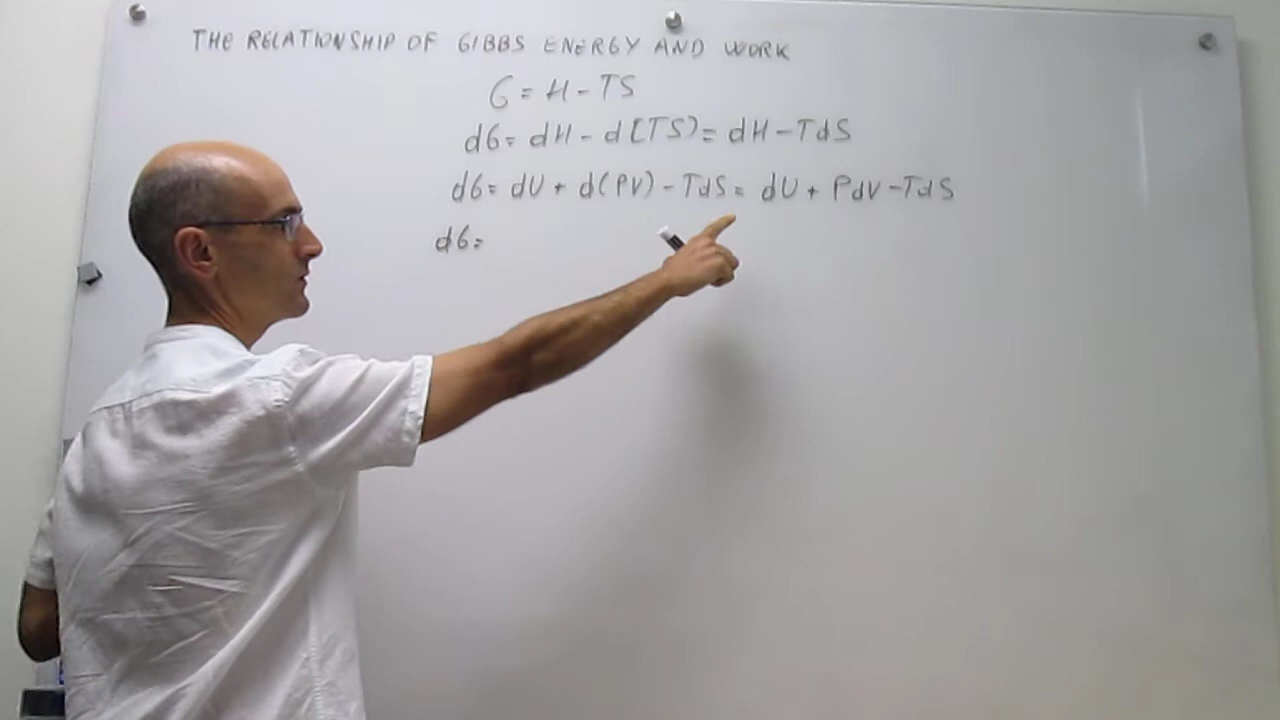 THE RELATIONSHIP OF GIBBS ENERGY AND WORK
G = H - TS
dG = dH - d(TS) = dH - TdS
dG = dU + d(PV) - TdS = dU + PdV - TdS
dG =